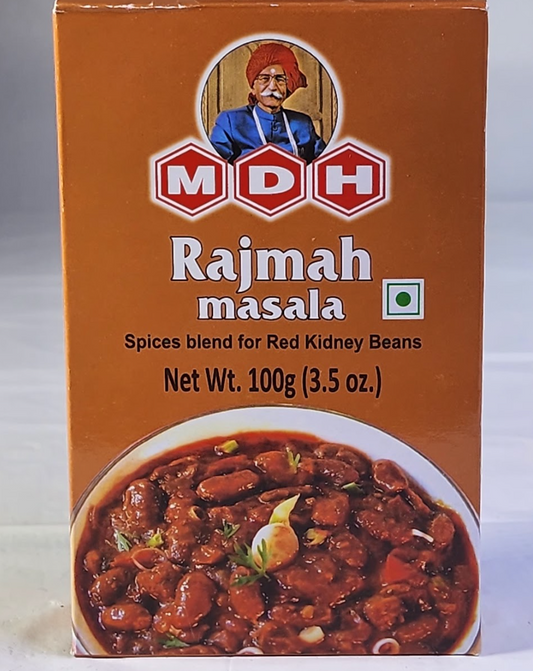 MDH
Rajmah
masala
Spices blend for Red Kidney Beans
Net Wt. 100g (3.5 oz.)